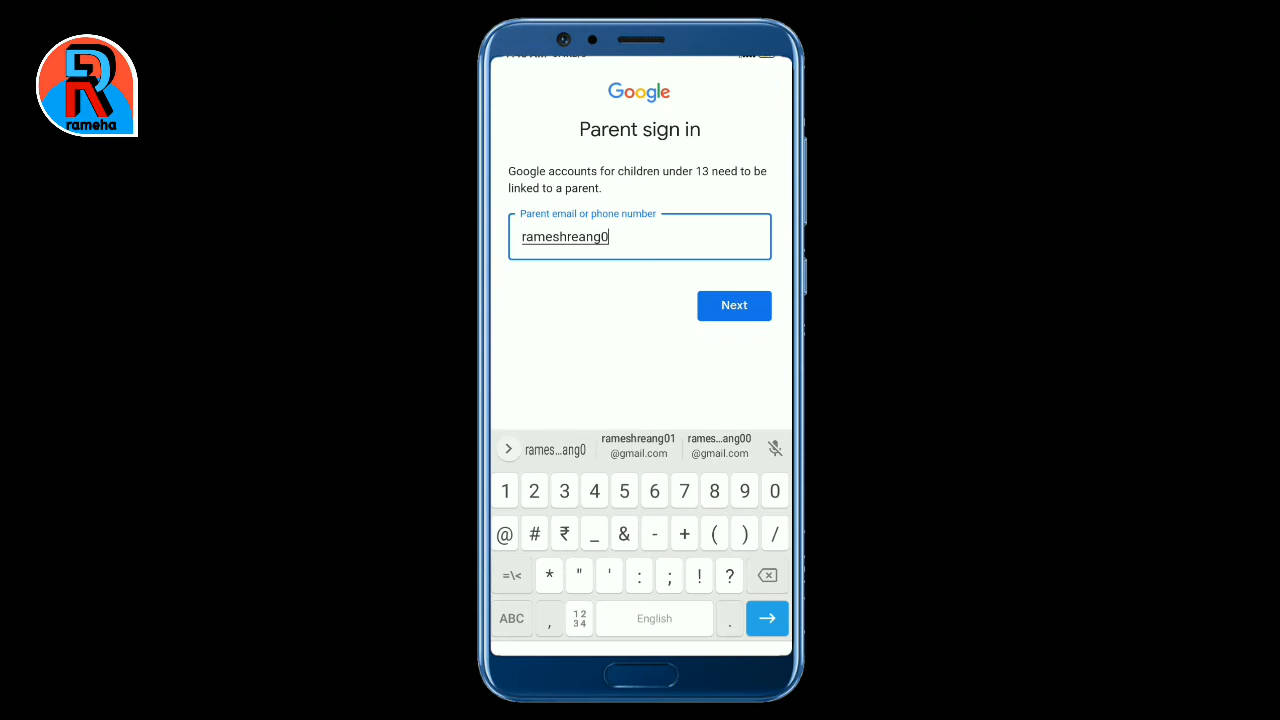 rameha
Google
Parent sign in
Google accounts for children under 13 need to be
linked to a parent.
Parent email or phone number
rameshreang0
Next
rames...ang0
rameshreang01
@gmail.com
rames...ang00
@gmail.com
1 2 3 4 5 6 7 8 9 0
@ # ₹ _ & - + ( ) /
=\< * " ' : ; ! ?
ABC , 1234 English .